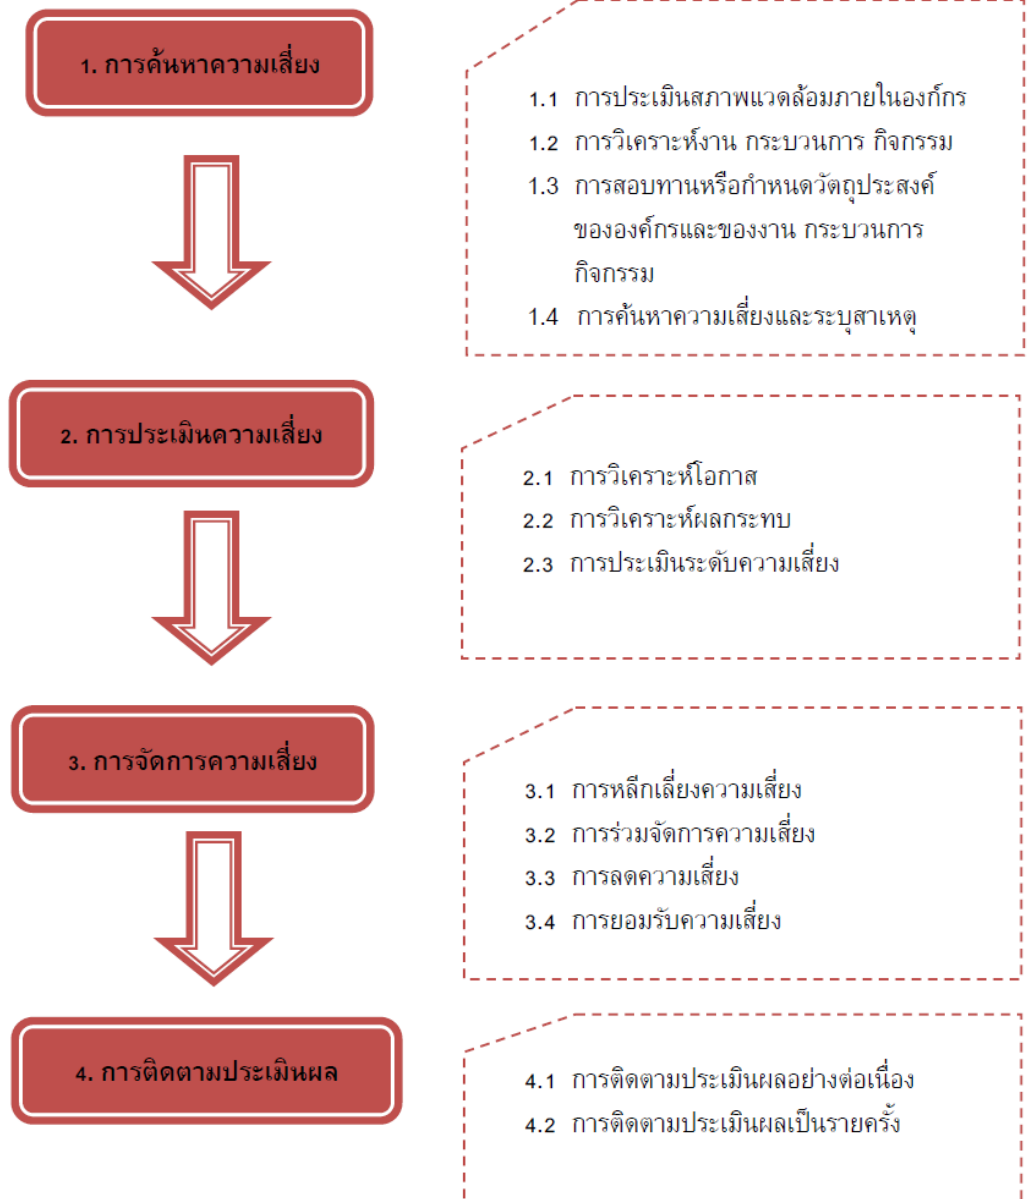 1. การค้นหาความเสี่ยง
1.1 การประเมินสภาพแวดล้อมภายในองก์กร
1.2 การวิเคราะห์งาน กระบวนการ กิจกรรม
1.3 การสอบทานหรือกำหนดวัตถุประสงค์
ขององค์กรและของงาน กระบวนการ
กิจกรรม
1.4 การค้นหาความเสี่ยงและระบุสาเหตุ
2. การประเมินความเสี่ยง
2.1 การวิเคราะห์โอกาส
2.2 การวิเคราะห์ผลกระทบ
2.3 การประเมินระดับความเสี่ยง
3. การจัดการความเสี่ยง
3.1 การหลีกเลี่ยงความเสี่ยง
3.2 การร่วมจัดการความเสี่ยง
3.3 การลดความเสี่ยง
3.4 การยอมรับความเสี่ยง
4. การติดตามประเมินผล
4.1 การติดตามประเมินผลอย่างต่อเนื่อง
4.2 การติดตามประเมินผลเป็นรายครั้ง